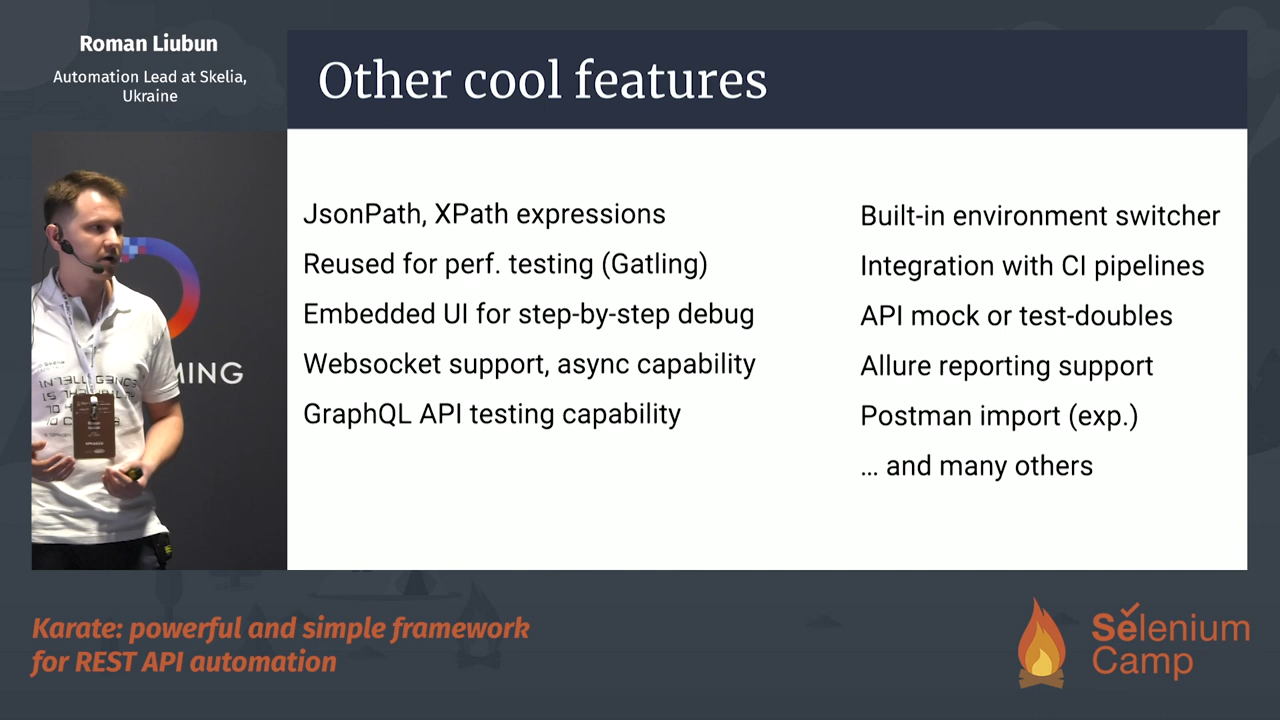 Roman Liubun
Automation Lead at Skelia,
Ukraine
Other cool features
JsonPath, XPath expressions
Reused for perf. testing (Gatling)
Embedded UI for step-by-step debug
Websocket support, async capability
GraphQL API testing capability
Built-in environment switcher
Integration with CI pipelines
API mock or test-doubles
Allure reporting support
Postman import (exp.)
... and many others
MING
Karate: powerful and simple framework
for REST API automation
Selenium
Camp